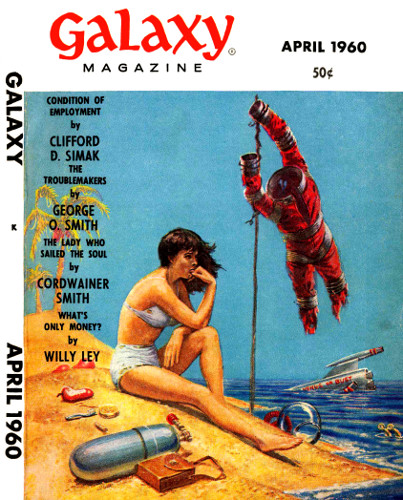 GALAXY
MAGAZINE
APRIL 1960
50¢
CONDITION OF
EMPLOYMENT
by
CLIFFORD
D. SIMAK
THE
TROUBLEMAKERS
by
GEORGE
O. SMITH
THE LADY WHO
SAILED THE SOUL
by
CORDWAINER
SMITH
WHAT'S
ONLY MONEY?
by
WILLY LEY
GALAXY
K
APRIL 1960